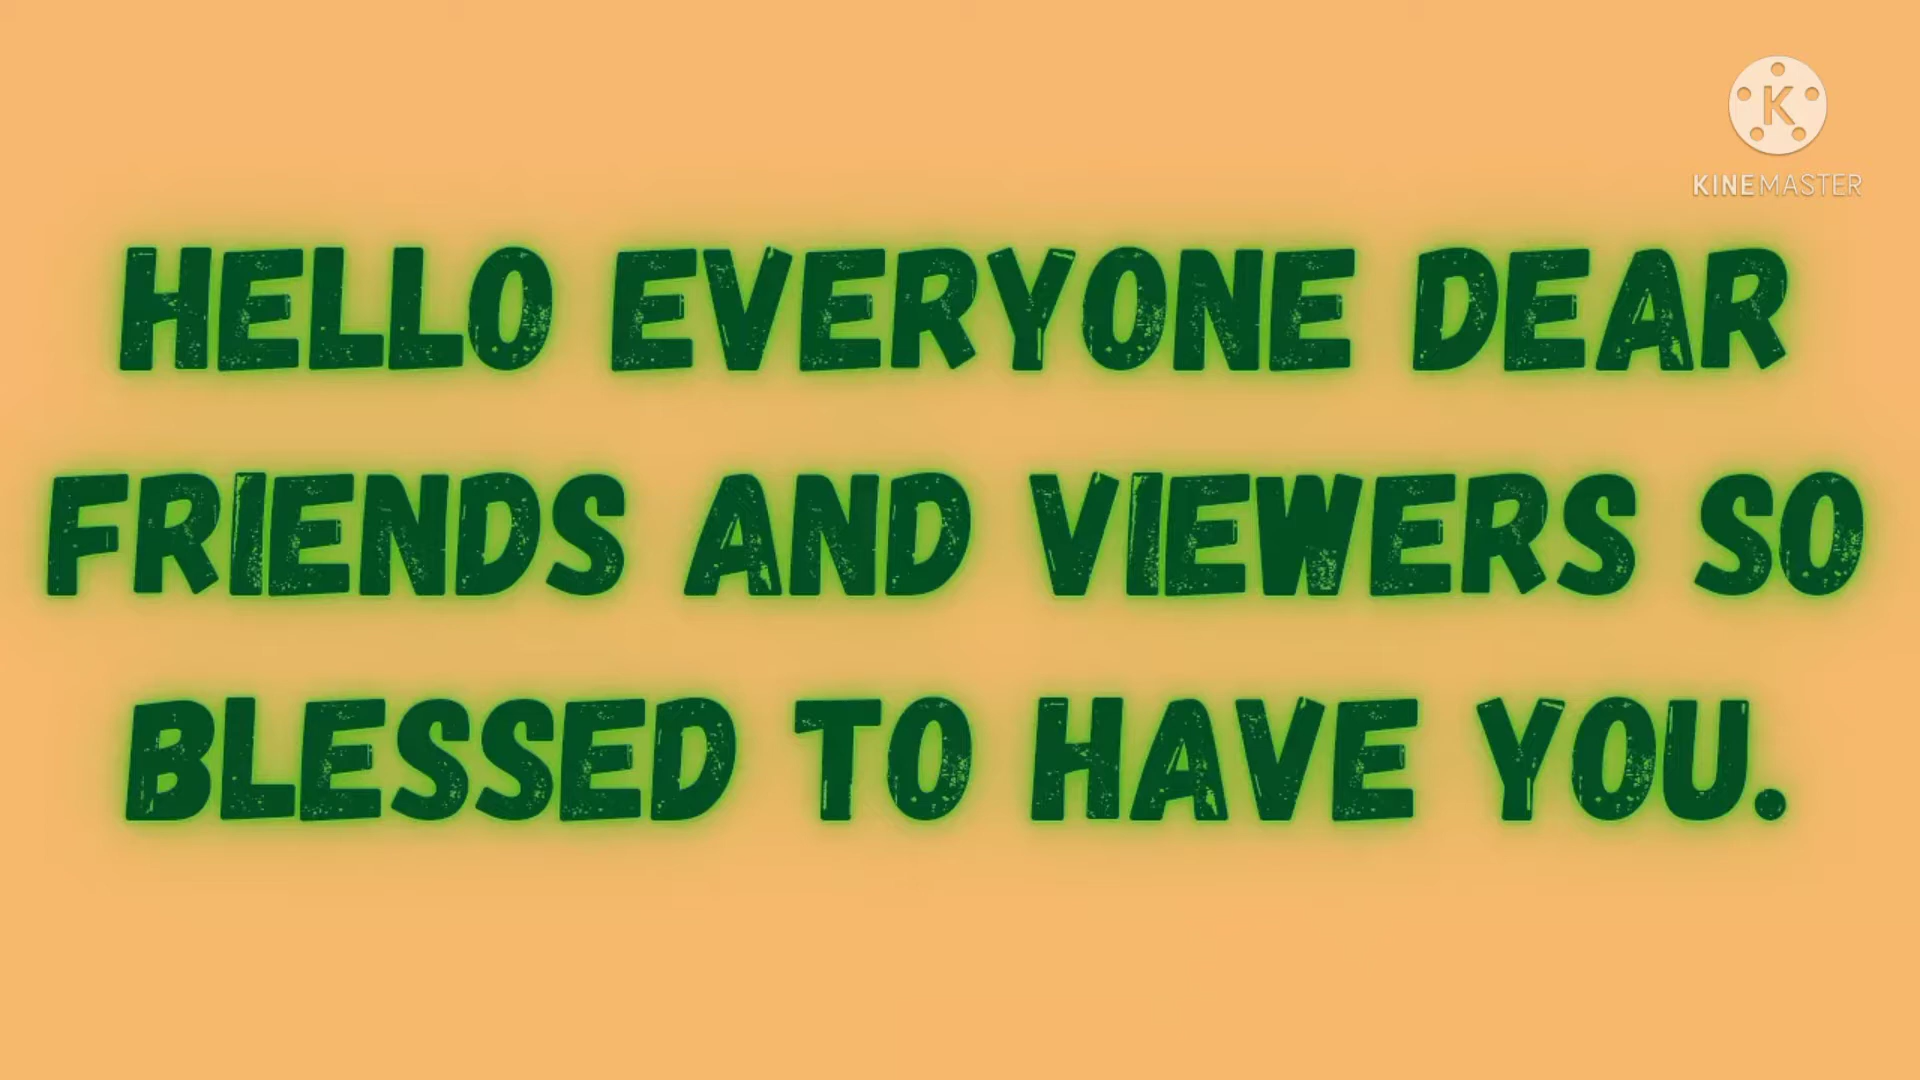 K
KINEMASTER
HELLO EVERYONE DEAR
FRIENDS AND VIEWERS SO
BLESSED TO HAVE YOU.